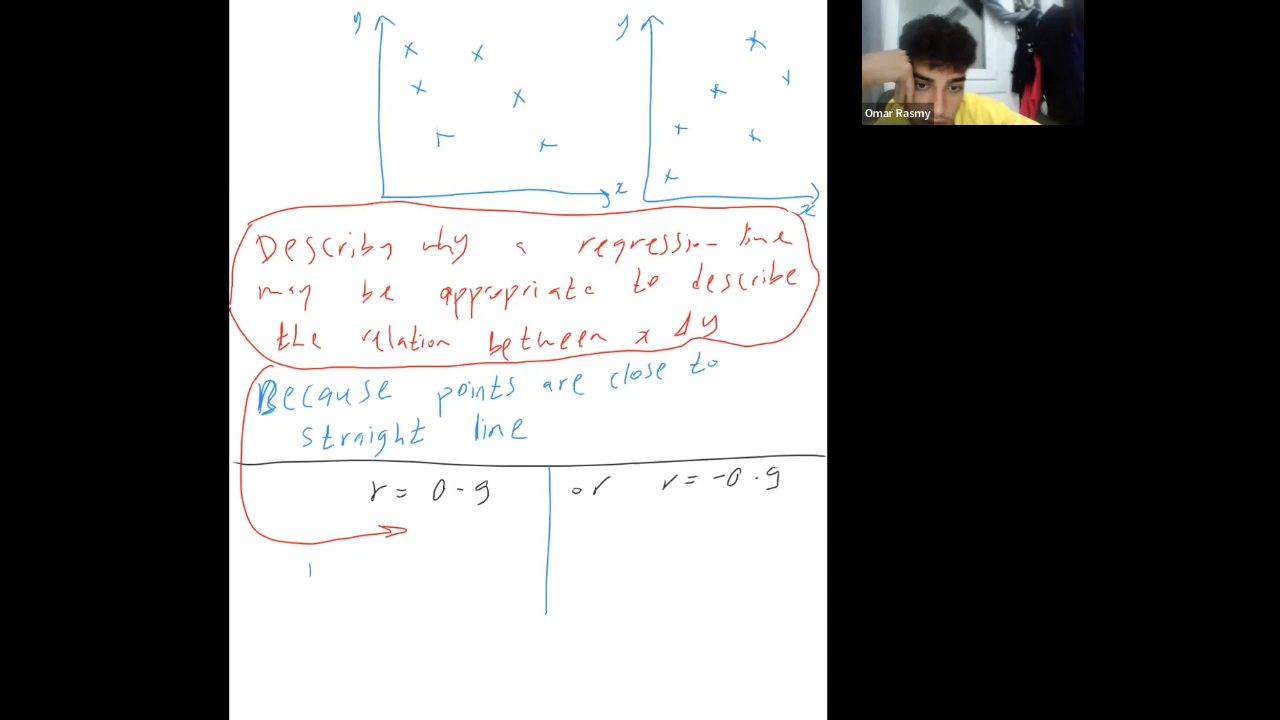 y
y
x
x
Describy why a regression line
may be appropriate to describe
the relation between x & y
Because points are close to
straight line
r = 0.9
or r = -0.9
Omar Rasmy